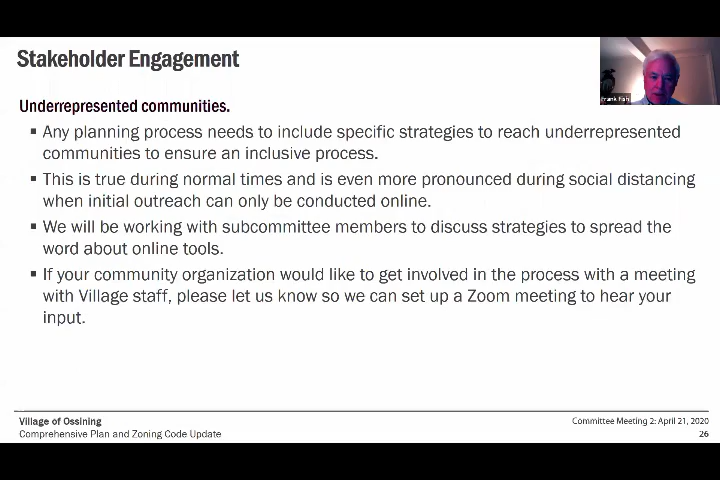 Stakeholder Engagement
Frank Fish
Underrepresented communities.
▪ Any planning process needs to include specific strategies to reach underrepresented
communities to ensure an inclusive process.
▪ This is true during normal times and is even more pronounced during social distancing
when initial outreach can only be conducted online.
▪ We will be working with subcommittee members to discuss strategies to spread the
word about online tools.
▪ If your community organization would like to get involved in the process with a meeting
with Village staff, please let us know so we can set up a Zoom meeting to hear your
input.
Village of Ossining
Comprehensive Plan and Zoning Code Update
Committee Meeting 2: April 21, 2020
26